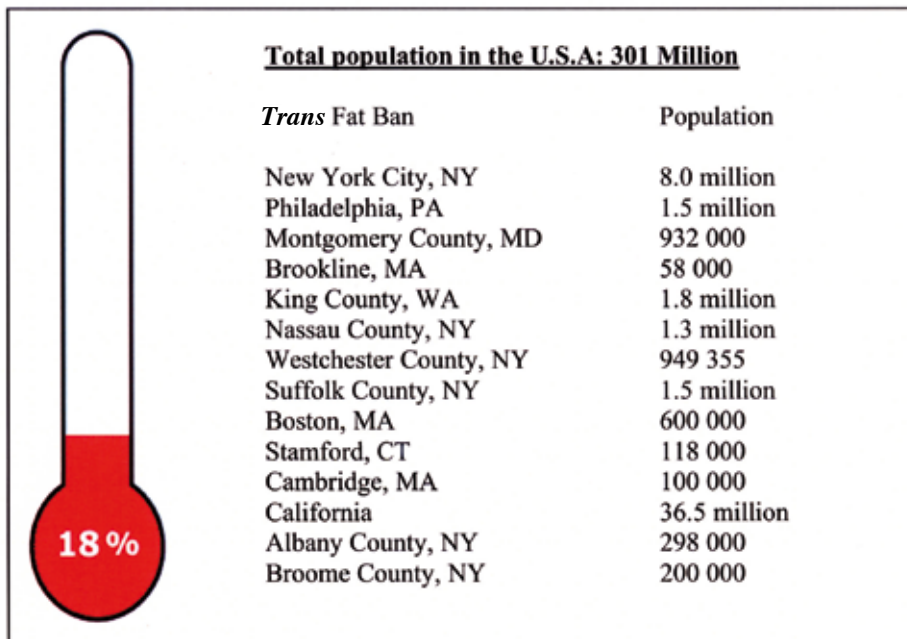 Total population in the U.S.A: 301 Million
Trans Fat Ban Population
New York City, NY 8.0 million
Philadelphia, PA 1.5 million
Montgomery County, MD 932 000
Brookline, MA 58 000
King County, WA 1.8 million
Nassau County, NY 1.3 million
Westchester County, NY 949 355
Suffolk County, NY 1.5 million
Boston, MA 600 000
Stamford, CT 118 000
Cambridge, MA 100 000
California 36.5 million
Albany County, NY 298 000
Broome County, NY 200 000
18 %